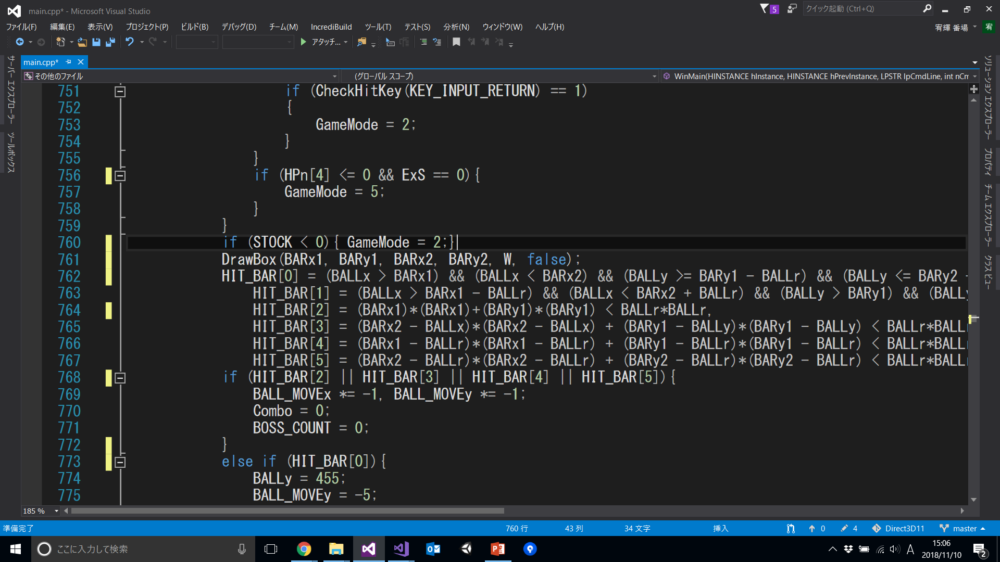 main.cpp* - Microsoft Visual Studio
5
クイック起動 (Ctrl+Q)
ファイル(F) 編集(E) 表示(V) プロジェクト(P) ビルド(B) デバッグ(D) チーム(M) IncrediBuild ツール(T) テスト(S) 分析(N) ウィンドウ(W) ヘルプ(H)
宥輝 番場 宥
アタッチ...
main.cpp*
その他のファイル (グローバル スコープ) WinMain(HINSTANCE hInstance, HINSTANCE hPrevInstance, LPSTR lpCmdLine, int nCm
サーバー エクスプローラー
ツールボックス
ソリューション エクスプローラー
プロパティ
チーム エクスプローラー
クラス ビュー
751 if (CheckHitKey(KEY_INPUT_RETURN) == 1)
752 {
753 GameMode = 2;
754 }
755 }
756 if (HPn[4] <= 0 && ExS == 0){
757 GameMode = 5;
758 }
759 }
760 if (STOCK < 0){ GameMode = 2;}
761 DrawBox(BARx1, BARy1, BARx2, BARy2, W, false);
762 HIT_BAR[0] = (BALLx > BARx1) && (BALLx < BARx2) && (BALLy >= BARy1 - BALLr) && (BALLy <= BARy2 -
763 HIT_BAR[1] = (BALLx > BARx1 - BALLr) && (BALLx < BARx2 + BALLr) && (BALLy > BARy1) && (BALLy
764 HIT_BAR[2] = (BARx1)*(BARx1)+(BARy1)*(BARy1) < BALLr*BALLr,
765 HIT_BAR[3] = (BARx2 - BALLx)*(BARx2 - BALLx) + (BARy1 - BALLy)*(BARy1 - BALLy) < BALLr*BALLr
766 HIT_BAR[4] = (BARx1 - BALLr)*(BARx1 - BALLr) + (BARy1 - BALLr)*(BARy1 - BALLr) < BALLr*BALLr
767 HIT_BAR[5] = (BARx2 - BALLr)*(BARx2 - BALLr) + (BARy2 - BALLr)*(BARy2 - BALLr) < BALLr*BALLr
768 if (HIT_BAR[2] || HIT_BAR[3] || HIT_BAR[4] || HIT_BAR[5]){
769 BALL_MOVEx *= -1, BALL_MOVEy *= -1;
770 Combo = 0;
771 BOSS_COUNT = 0;
772 }
773 else if (HIT_BAR[0]){
774 BALLy = 455;
775 BALL_MOVEy = -5;
185 %
準備完了 760 行 43 列 34 文字 挿入 0 4 Direct3D11 master
ここに入力して検索
A
15:06
2018/11/10
2